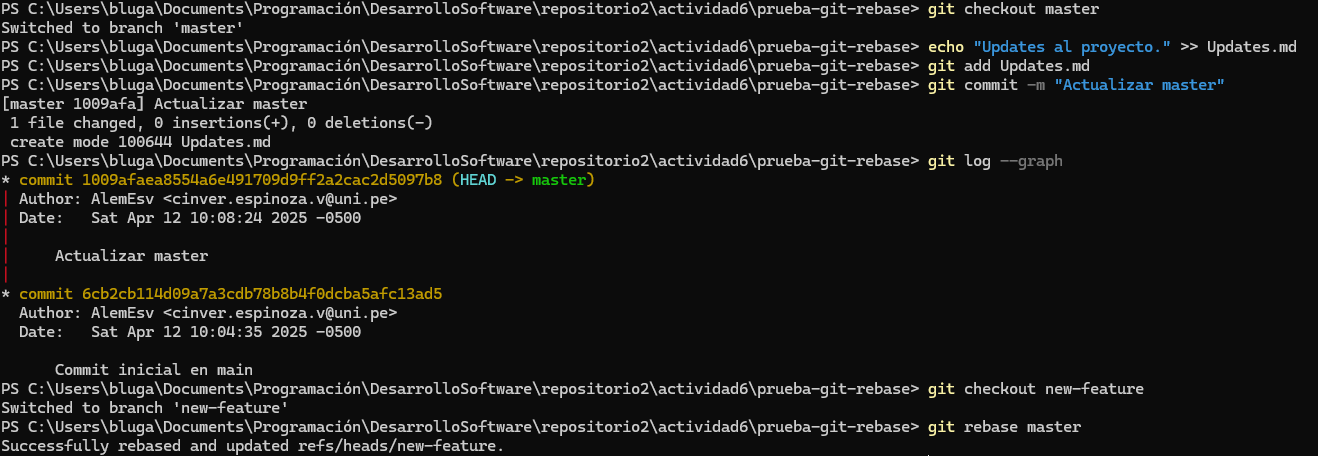 PS C:\Users\bluga\Documents\Programación\DesarrolloSoftware\repositorio2\actividad6\prueba-git-rebase> git checkout master
Switched to branch 'master'
PS C:\Users\bluga\Documents\Programación\DesarrolloSoftware\repositorio2\actividad6\prueba-git-rebase> echo "Updates al proyecto." >> Updates.md
PS C:\Users\bluga\Documents\Programación\DesarrolloSoftware\repositorio2\actividad6\prueba-git-rebase> git add Updates.md
PS C:\Users\bluga\Documents\Programación\DesarrolloSoftware\repositorio2\actividad6\prueba-git-rebase> git commit -m "Actualizar master"
[master 1009afa] Actualizar master
 1 file changed, 0 insertions(+), 0 deletions(-)
 create mode 100644 Updates.md
PS C:\Users\bluga\Documents\Programación\DesarrolloSoftware\repositorio2\actividad6\prueba-git-rebase> git log --graph
* commit 1009afaea8554a6e491709d9ff2a2cac2d5097b8 (HEAD -> master)
| Author: AlemEsv <cinver.espinoza.v@uni.pe>
| Date:   Sat Apr 12 10:08:24 2025 -0500
|
|     Actualizar master
|
* commit 6cb2cb114d09a7a3cdb78b8b4f0dcba5afc13ad5
  Author: AlemEsv <cinver.espinoza.v@uni.pe>
  Date:   Sat Apr 12 10:04:35 2025 -0500

      Commit inicial en main
PS C:\Users\bluga\Documents\Programación\DesarrolloSoftware\repositorio2\actividad6\prueba-git-rebase> git checkout new-feature
Switched to branch 'new-feature'
PS C:\Users\bluga\Documents\Programación\DesarrolloSoftware\repositorio2\actividad6\prueba-git-rebase> git rebase master
Successfully rebased and updated refs/heads/new-feature.